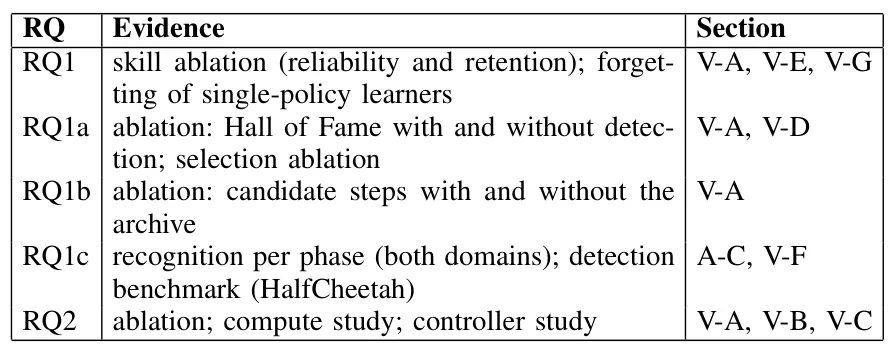 RQ Evidence Section
RQ1 skill ablation (reliability and retention); forget- V-A, V-E, V-G
ting of single-policy learners
RQ1a ablation: Hall of Fame with and without detec- V-A, V-D
tion; selection ablation
RQ1b ablation: candidate steps with and without the V-A
archive
RQ1c recognition per phase (both domains); detection A-C, V-F
benchmark (HalfCheetah)
RQ2 ablation; compute study; controller study V-A, V-B, V-C